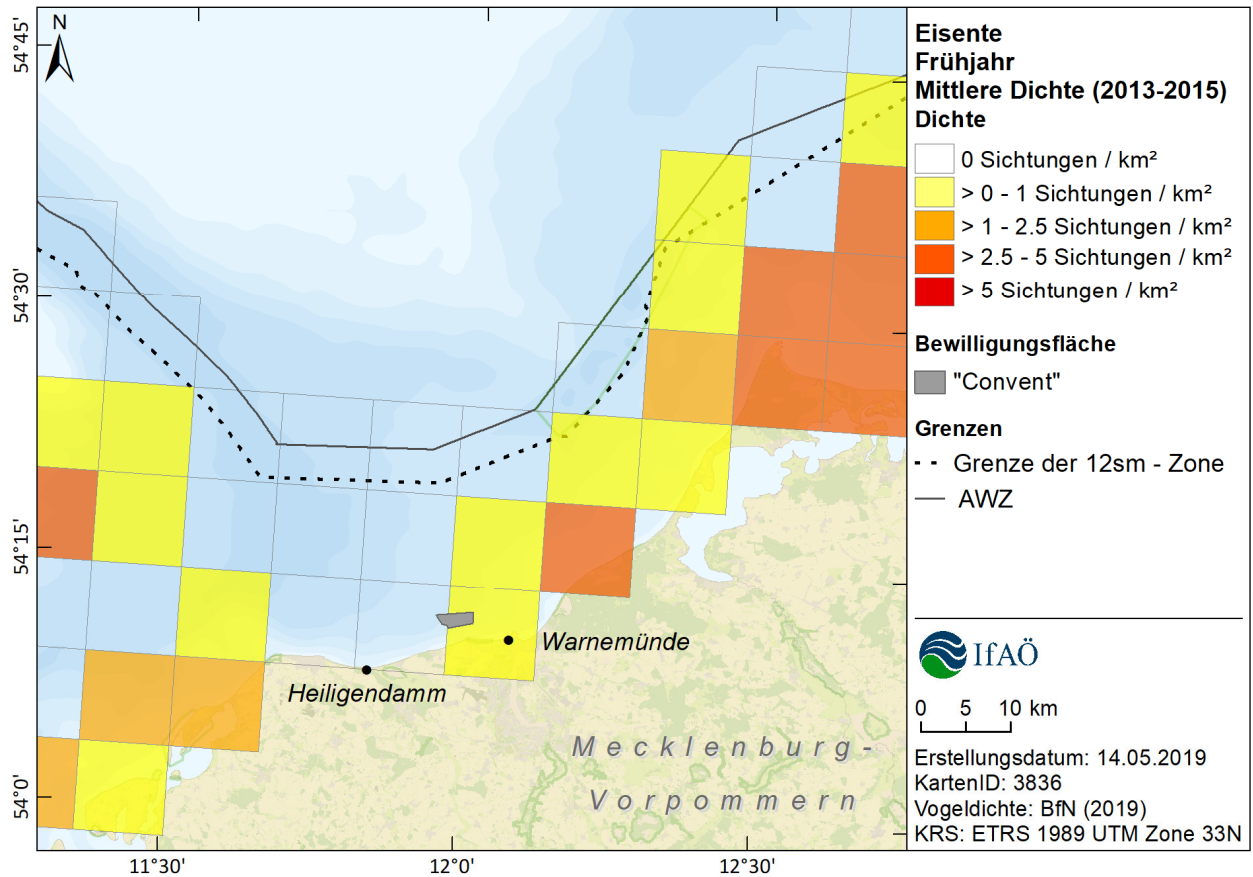 N
54°45'
54°30'
54°15'
54°0'
11°30'
12°0'
12°30'
Warnemünde
Heiligendamm
Mecklenburg-
Vorpommern
Eisente
Frühjahr
Mittlere Dichte (2013-2015)
Dichte
0 Sichtungen / km²
> 0 - 1 Sichtungen / km²
> 1 - 2.5 Sichtungen / km²
> 2.5 - 5 Sichtungen / km²
> 5 Sichtungen / km²
Bewilligungsfläche
"Convent"
Grenzen
Grenze der 12sm - Zone
AWZ
IfAÖ
0 5 10 km
Erstellungsdatum: 14.05.2019
KartenID: 3836
Vogeldichte: BfN (2019)
KRS: ETRS 1989 UTM Zone 33N